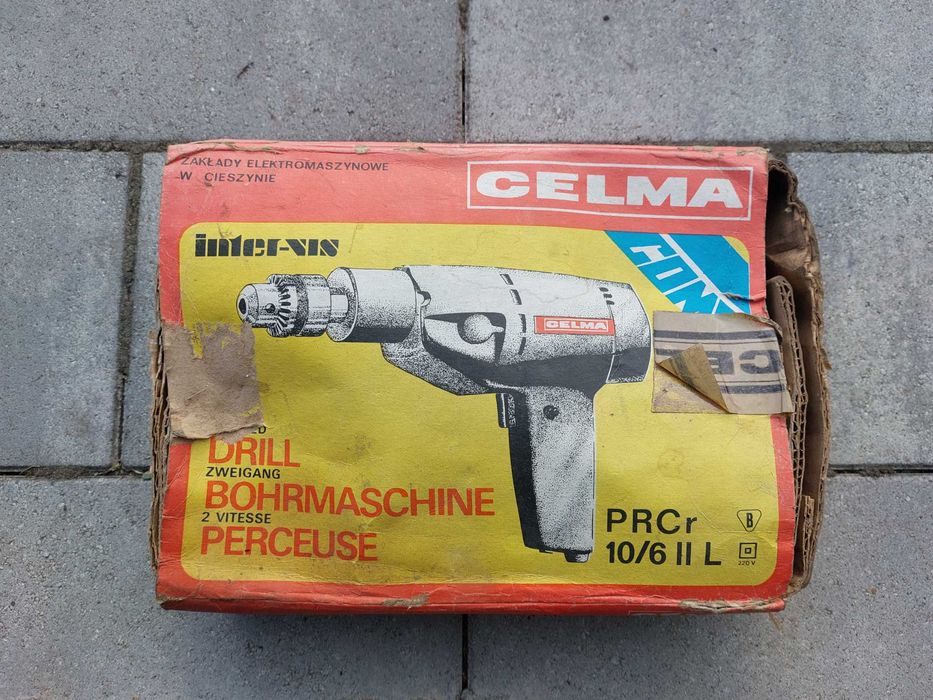 ZAKŁADY ELEKTROMASZYNOWE
W CIESZYNIE
CELMA
inter-vis
CELMA
DRILL
ZWEIGANG
BOHRMASCHINE
2 VITESSE
PERCEUSE
PRCr
10/6 II L
B
220 V